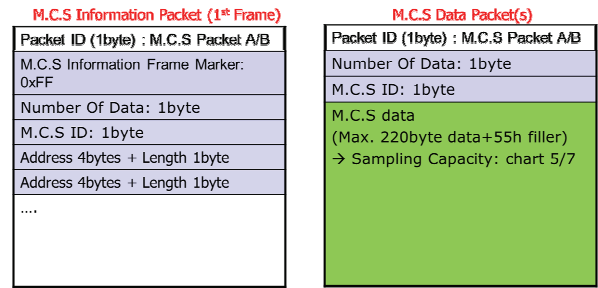 M.C.S Information Packet (1st Frame)
Packet ID (1byte) : M.C.S Packet A/B
M.C.S Information Frame Marker:
0xFF
Number Of Data: 1byte
M.C.S ID: 1byte
Address 4bytes + Length 1byte
Address 4bytes + Length 1byte
....
M.C.S Data Packet(s)
Packet ID (1byte) : M.C.S Packet A/B
Number Of Data: 1byte
M.C.S ID: 1byte
M.C.S data
(Max. 220byte data+55h filler)
→ Sampling Capacity: chart 5/7